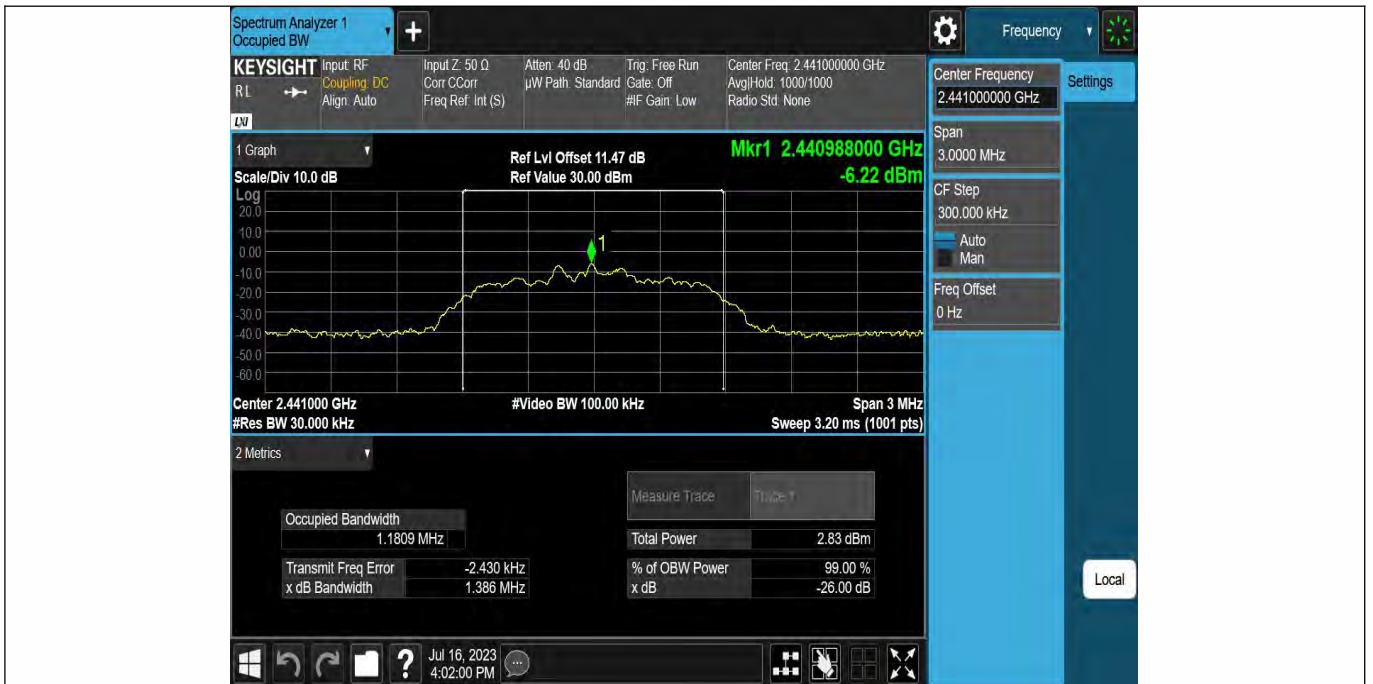 Spectrum Analyzer 1
Occupied BW
+
Frequency
KEYSIGHT
RL
LXI
Input: RF
Coupling: DC
Align: Auto
Input Z: 50 Ω
Corr CCorr
Freq Ref: Int (S)
Atten: 40 dB
µW Path: Standard
Trig: Free Run
Gate: Off
#IF Gain: Low
Center Freq: 2.441000000 GHz
Avg|Hold: 1000/1000
Radio Std: None
Center Frequency
2.441000000 GHz
Settings
Span
3.0000 MHz
CF Step
300.000 kHz
Auto
Man
Freq Offset
0 Hz
1 Graph
Scale/Div 10.0 dB
Ref Lvl Offset 11.47 dB
Ref Value 30.00 dBm
Mkr1 2.440988000 GHz
-6.22 dBm
Log
20.0
10.0
0.00
-10.0
-20.0
-30.0
-40.0
-50.0
-60.0
1
Center 2.441000 GHz
#Res BW 30.000 kHz
#Video BW 100.00 kHz
Span 3 MHz
Sweep 3.20 ms (1001 pts)
2 Metrics
Measure Trace
Trace 1
Occupied Bandwidth
1.1809 MHz
Total Power 2.83 dBm
Transmit Freq Error -2.430 kHz
% of OBW Power 99.00 %
x dB Bandwidth 1.386 MHz
x dB -26.00 dB
Local
?
Jul 16, 2023
4:02:00 PM